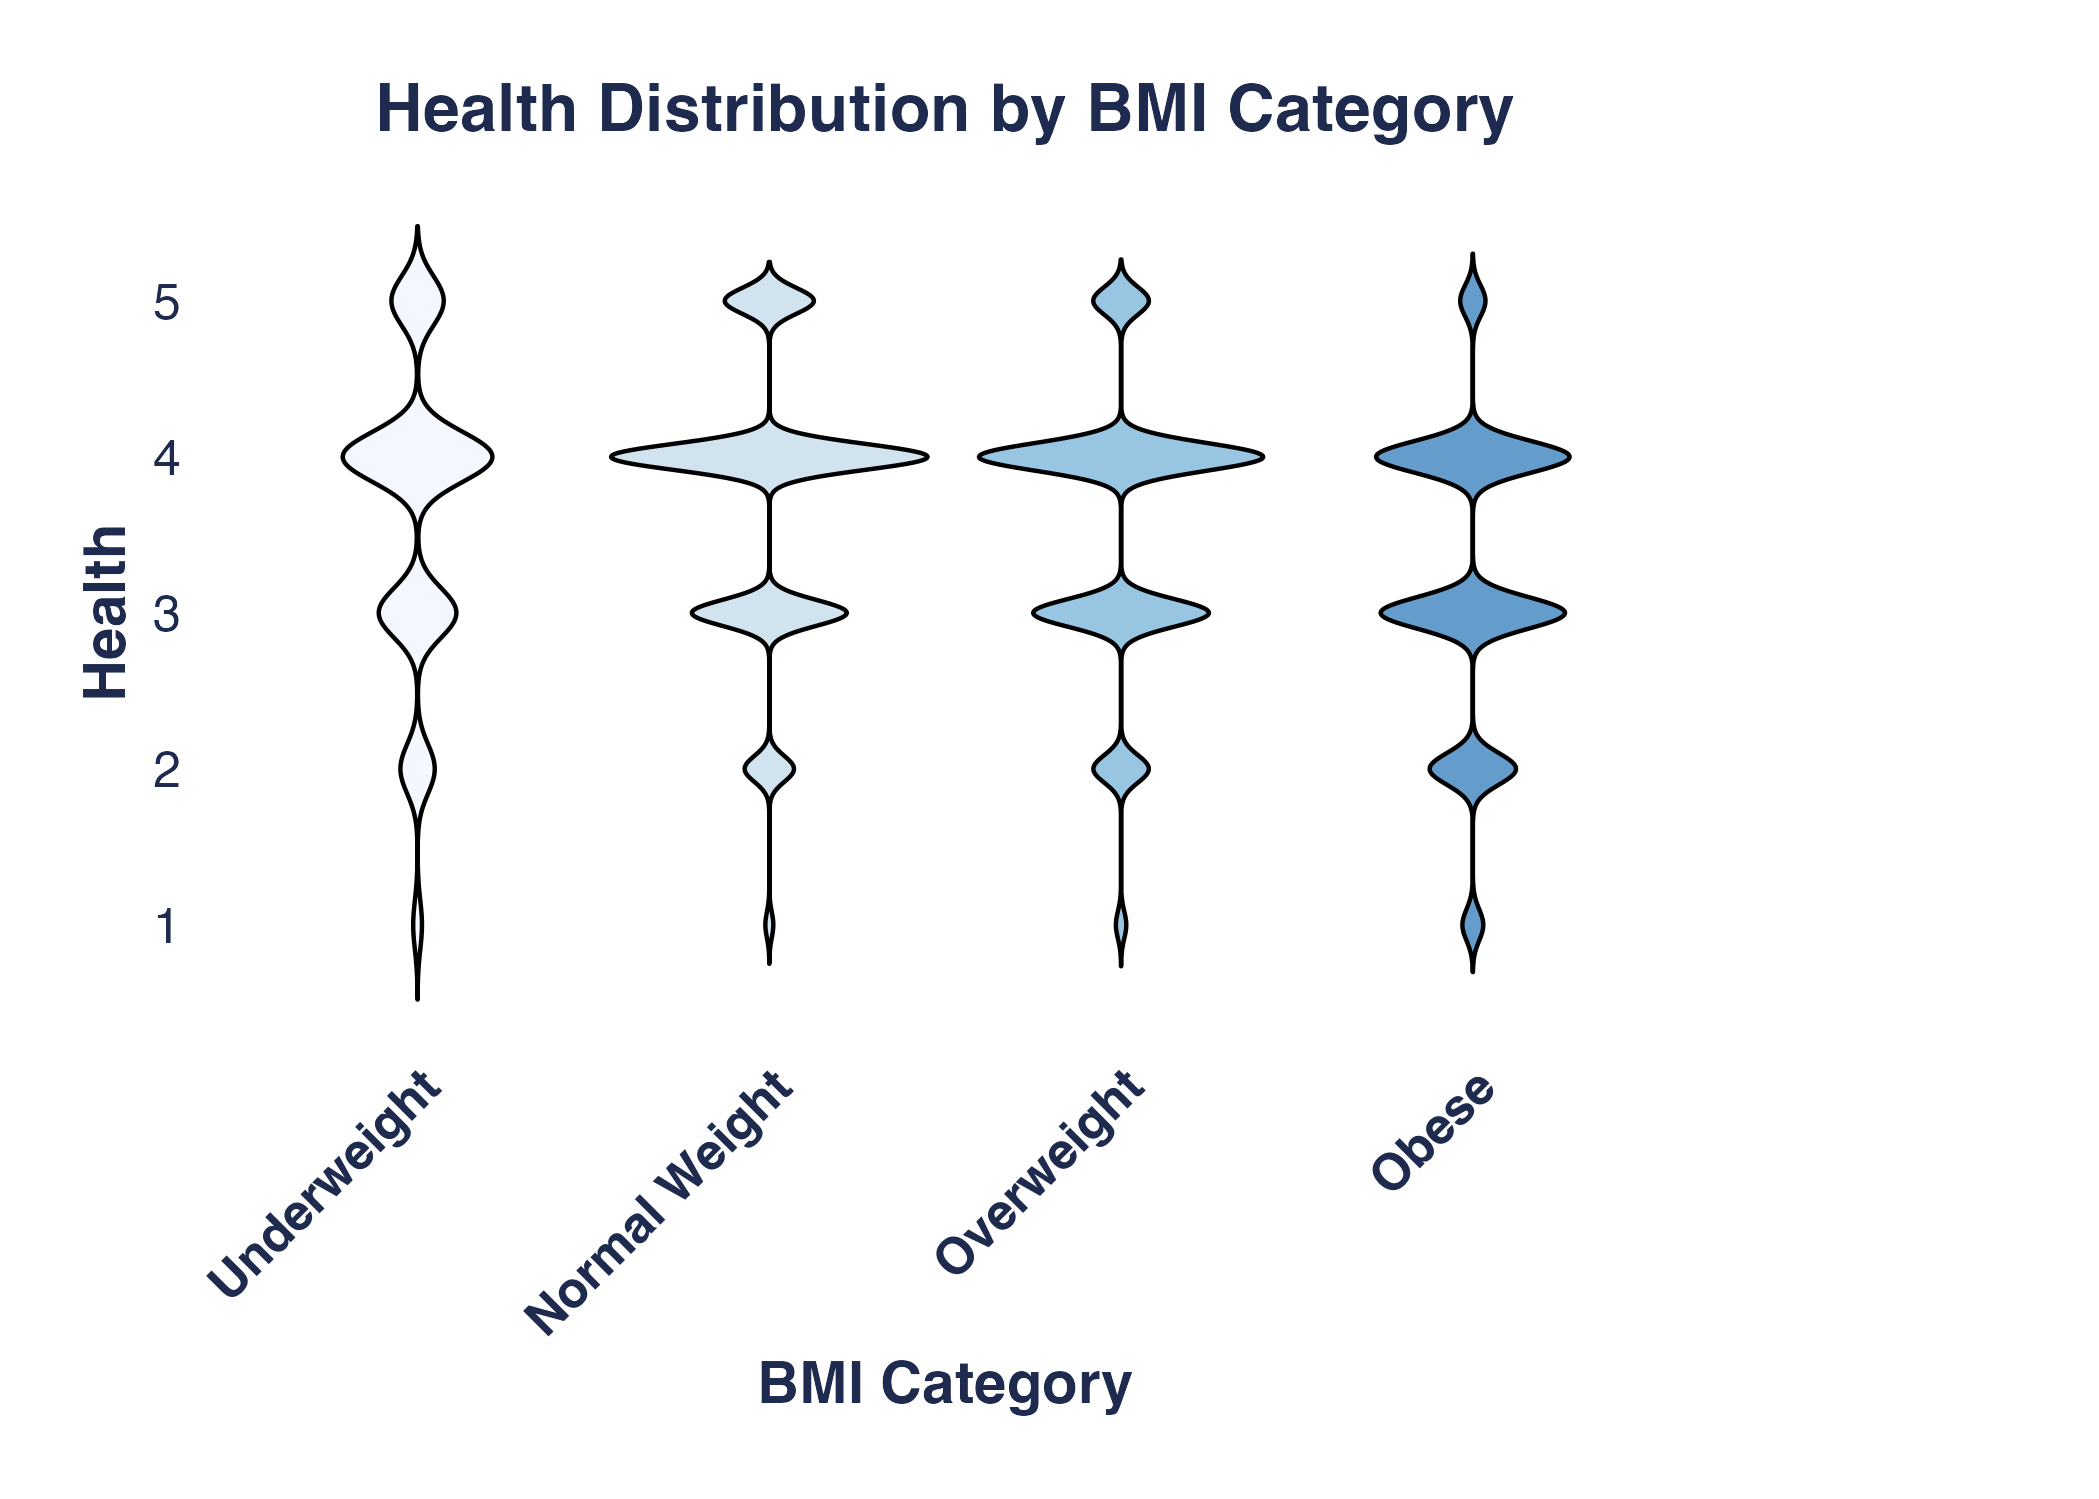 Health Distribution by BMI Category
Health
5
4
3
2
1
Underweight
Normal Weight
Overweight
Obese
BMI Category